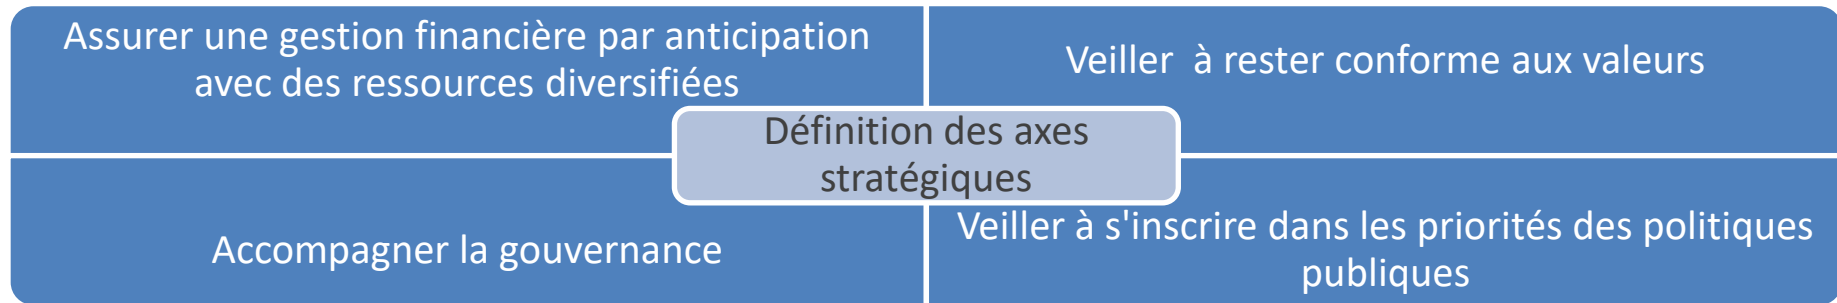 Assurer une gestion financière par anticipation
avec des ressources diversifiées
Veiller  à rester conforme aux valeurs
Définition des axes
stratégiques
Accompagner la gouvernance
Veiller à s'inscrire dans les priorités des politiques
publiques